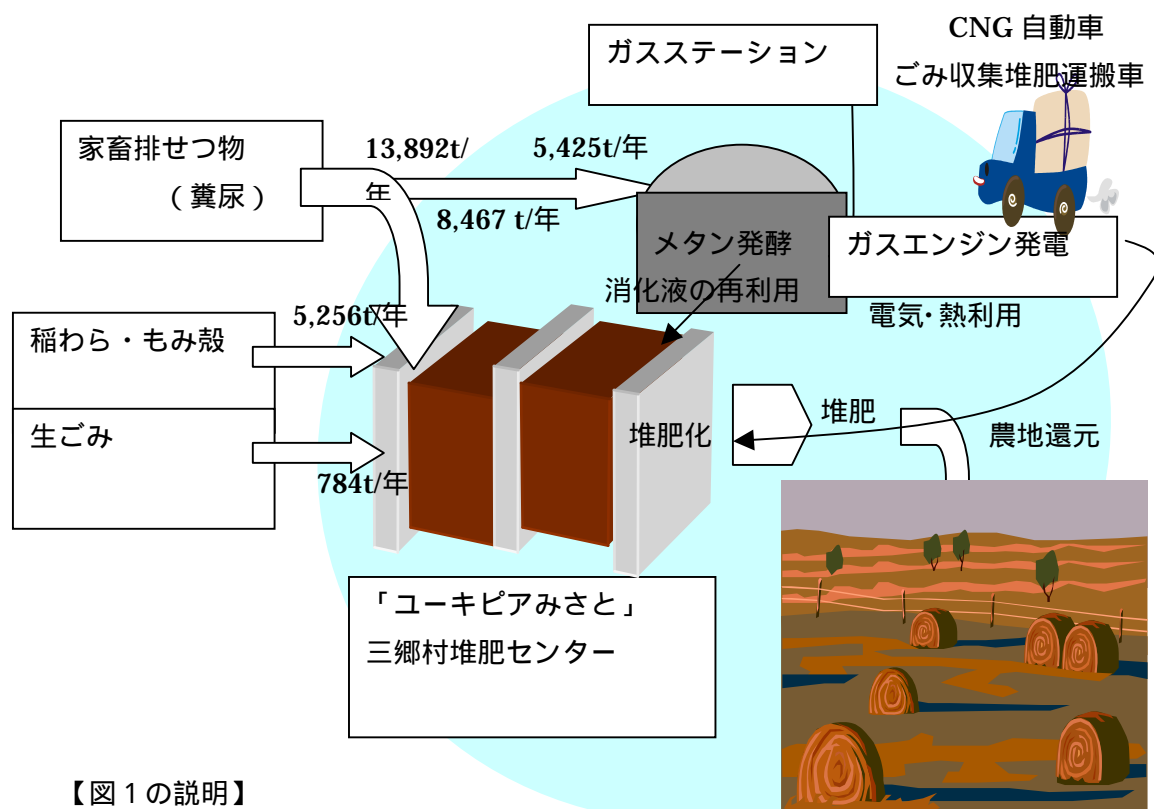 CNG 自動車
ごみ収集堆肥運搬車
ガスステーション
家畜排せつ物
（糞尿）
13,892t/
年
5,425t/年
8,467 t/年
メタン発酵
消化液の再利用
ガスエンジン発電
電気・熱利用
稲わら・もみ殻
5,256t/年
生ごみ
784t/年
堆肥化
堆肥
農地還元
「ユーキピアみさと」
三郷村堆肥センター
【図１の説明】